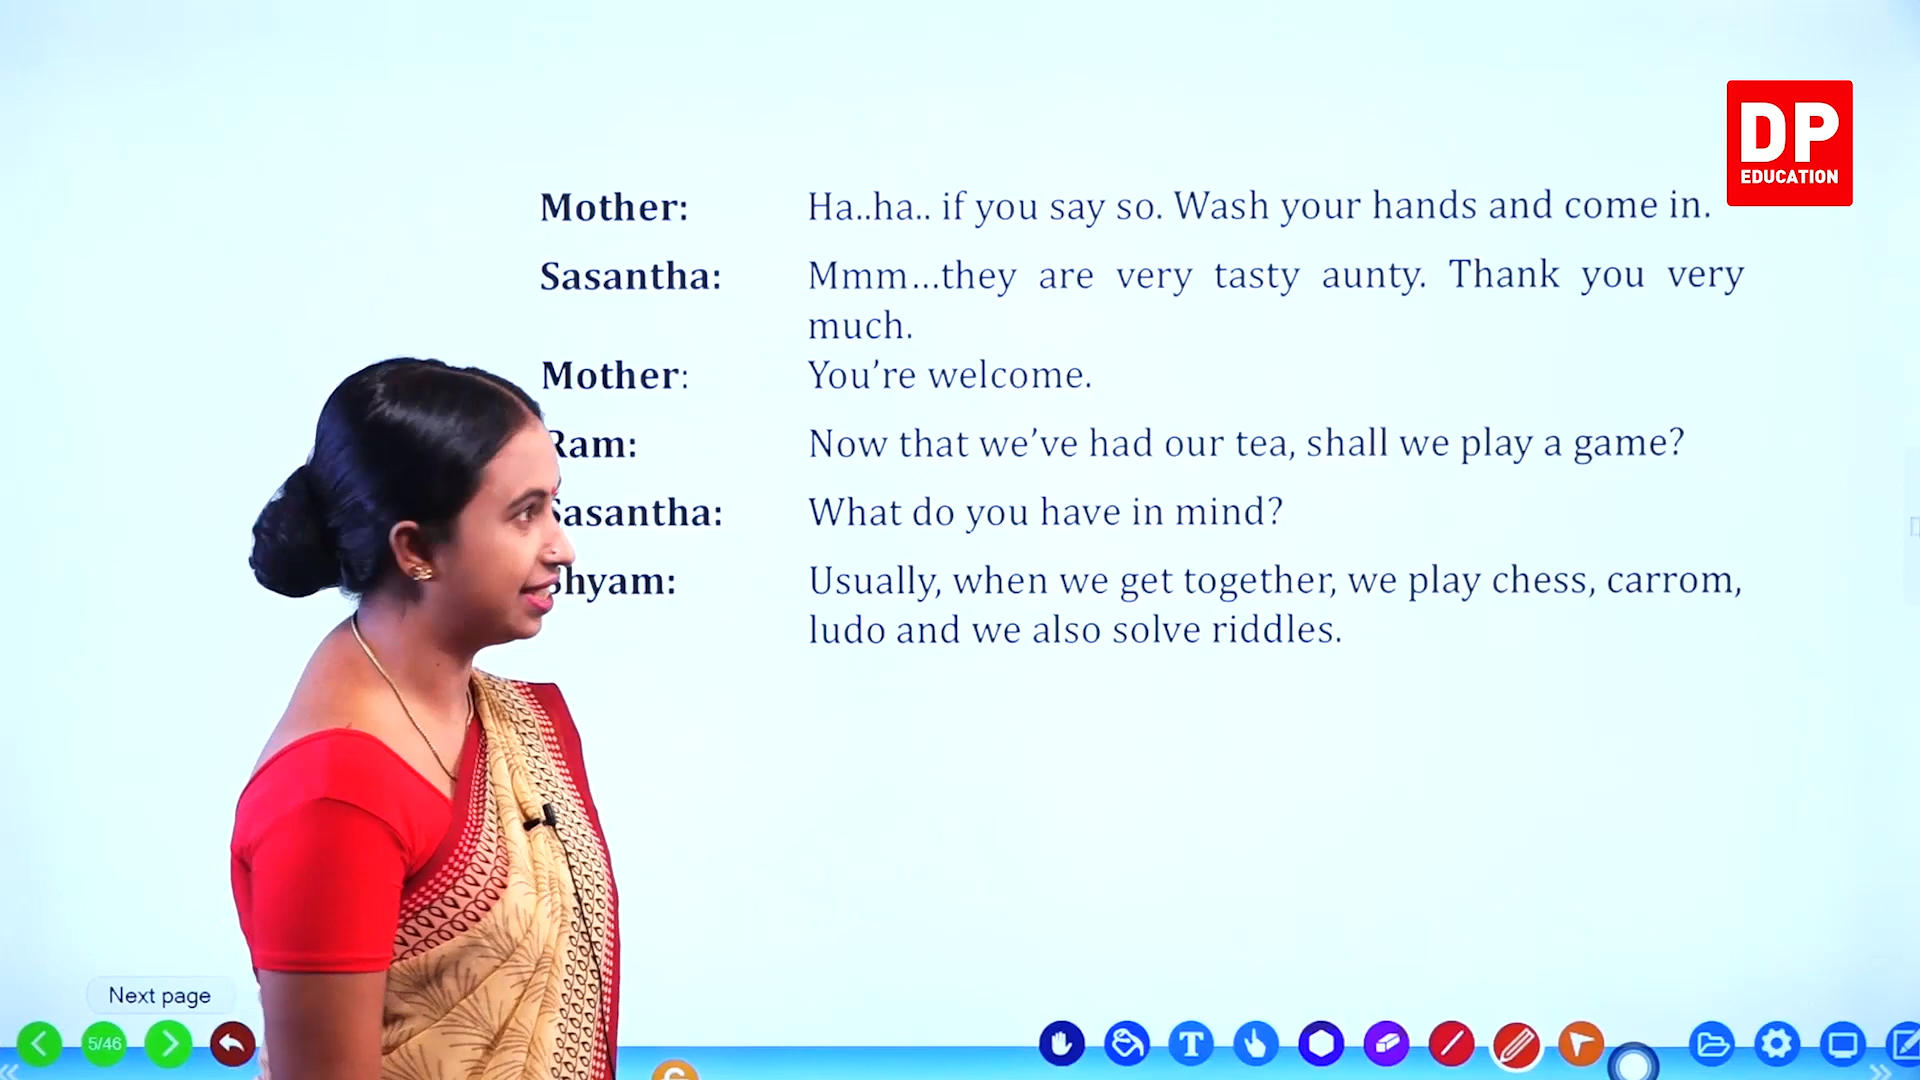 DP
EDUCATION
Mother: Ha..ha.. if you say so. Wash your hands and come in.
Sasantha: Mmm...they are very tasty aunty. Thank you very
much.
Mother: You're welcome.
Ram: Now that we've had our tea, shall we play a game?
Sasantha: What do you have in mind?
Shyam: Usually, when we get together, we play chess, carrom,
ludo and we also solve riddles.
Next page
5/46
T